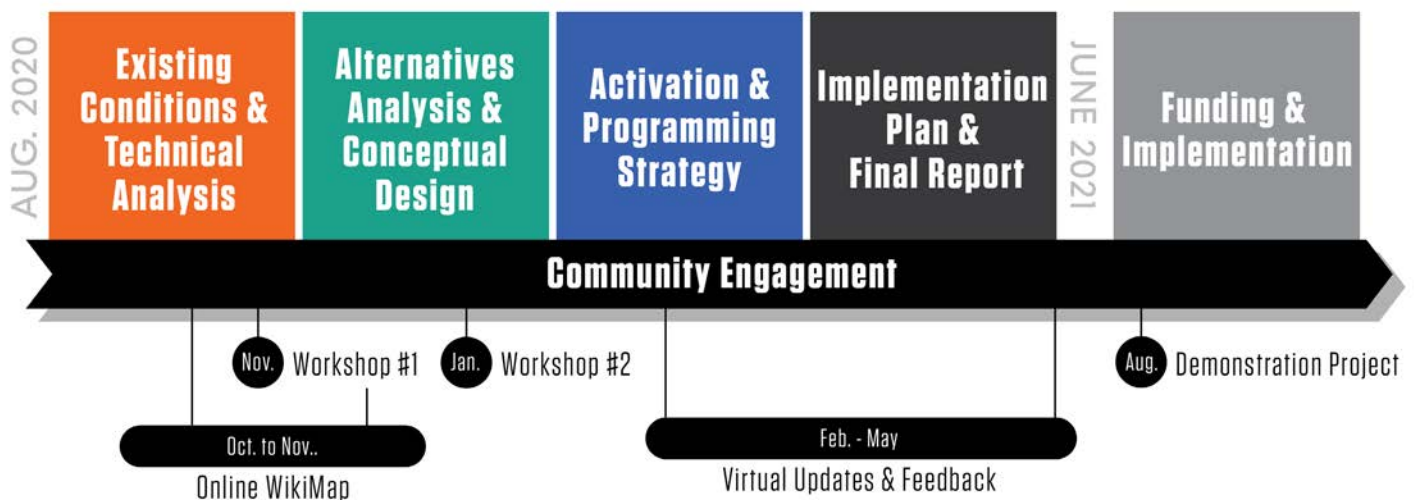 AUG. 2020
Existing
Conditions &
Technical
Analysis
Alternatives
Analysis &
Conceptual
Design
Activation &
Programming
Strategy
Implementation
Plan &
Final Report
JUNE 2021
Funding &
Implementation
Community Engagement
Nov. Workshop #1
Jan. Workshop #2
Aug. Demonstration Project
Oct. to Nov..
Online WikiMap
Feb. - May
Virtual Updates & Feedback